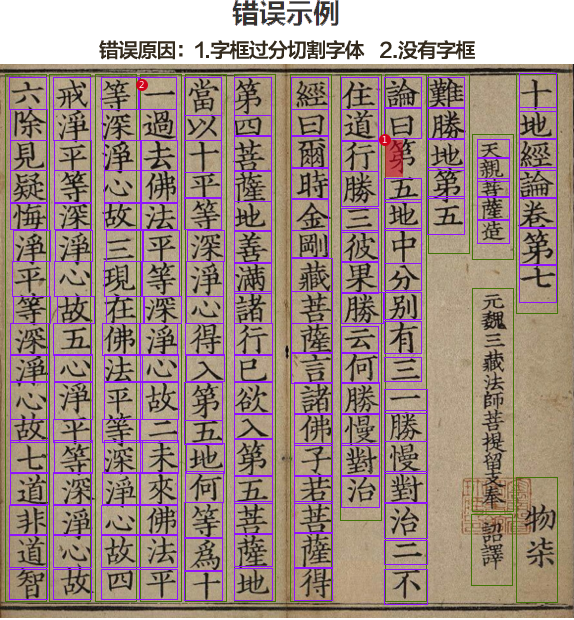 错误示例
错误原因：1.字框过分切割字体 2.没有字框
十地經論卷第七
物柒
天親菩薩造
元魏三藏法師菩提留支奉 詔譯
難勝地第五
論曰第五地中分别有三一勝慢對治二不
1
住道行勝三彼果勝云何勝慢對治
經曰爾時金剛藏菩薩言諸佛子若菩薩得
第四菩薩地善滿諸行已欲入第五菩薩地
當以十平等深淨心得入第五地何等為十
一過去佛法平等深淨心故二未來佛法平
2
等深淨心故三現在佛法平等深淨心故四
戒淨平等深淨心故五心淨平等深淨心故
六除見疑悔淨平等深淨心故七道非道智